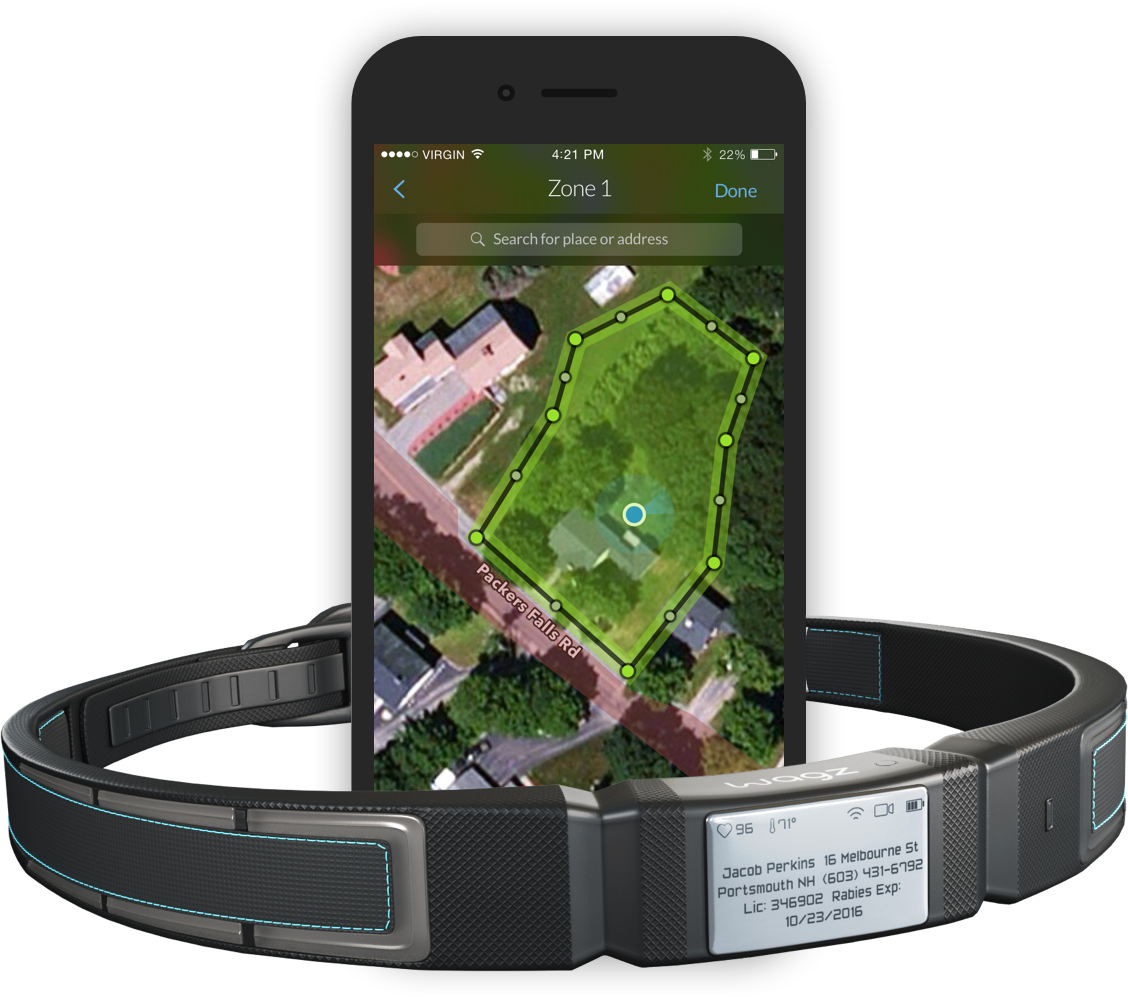 VIRGIN 4:21 PM 22%
Zone 1 Done
Search for place or address
Packers Falls Rd
wagz
96 71°
Jacob Perkins 16 Melbourne St
Portsmouth NH (603) 431-6792
Lic: 346902 Rabies Exp:
10/23/2016